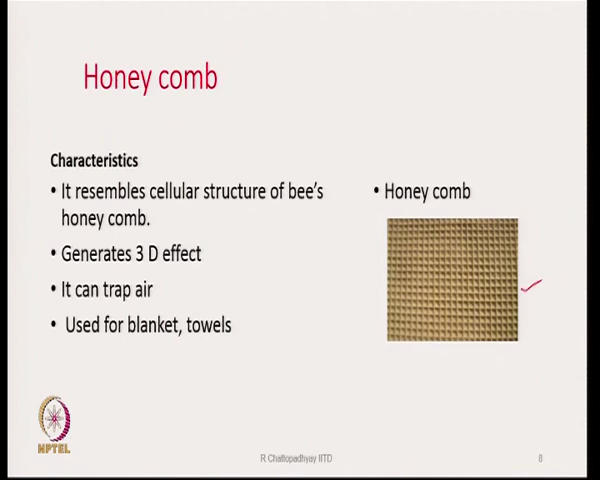 Honey comb
Characteristics
• It resembles cellular structure of bee's
honey comb.
• Generates 3 D effect
• It can trap air
• Used for blanket, towels
• Honey comb
NPTEL
R Chattopadhyay IITD
8